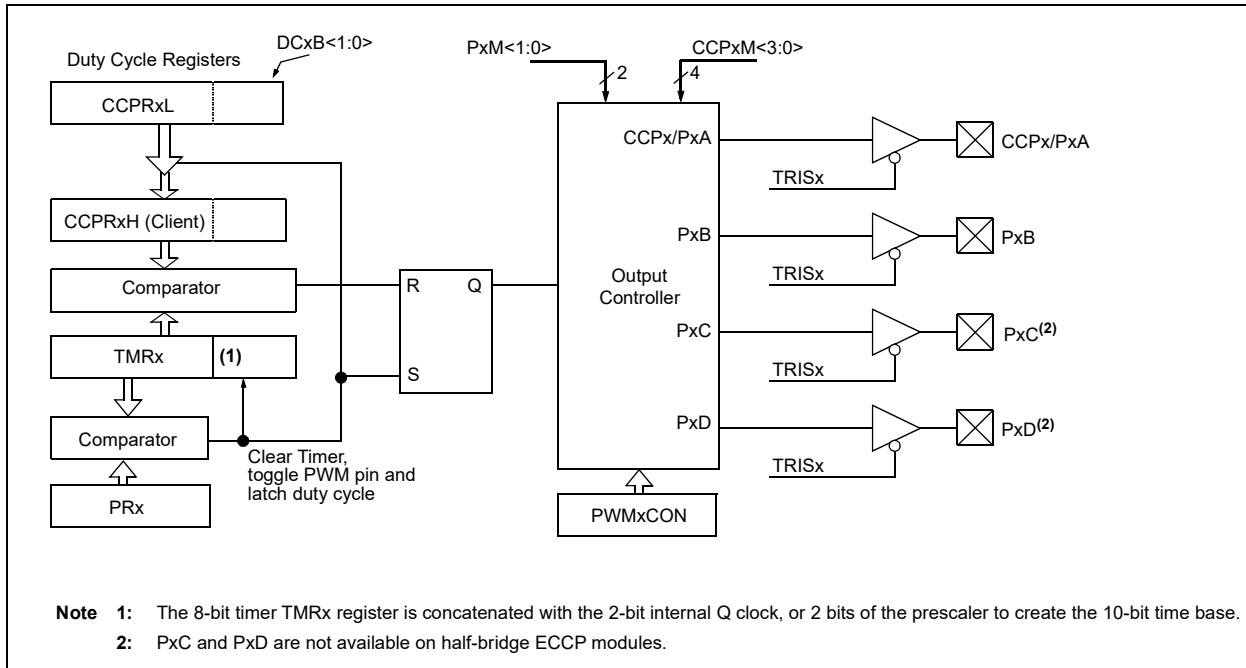 DCxB<1:0>
Duty Cycle Registers
CCPRxL
CCPRxH (Client)
Comparator
TMRx
(1)
Comparator
PRx
Clear Timer,
toggle PWM pin and
latch duty cycle
R
Q
S
PxM<1:0>
2
CCPxM<3:0>
4
Output
Controller
CCPx/PxA
PxB
PxC
PxD
PWMxCON
TRISx
CCPx/PxA
TRISx
PxB
TRISx
PxC(2)
TRISx
PxD(2)
Note 1: The 8-bit timer TMRx register is concatenated with the 2-bit internal Q clock, or 2 bits of the prescaler to create the 10-bit time base.
2: PxC and PxD are not available on half-bridge ECCP modules.